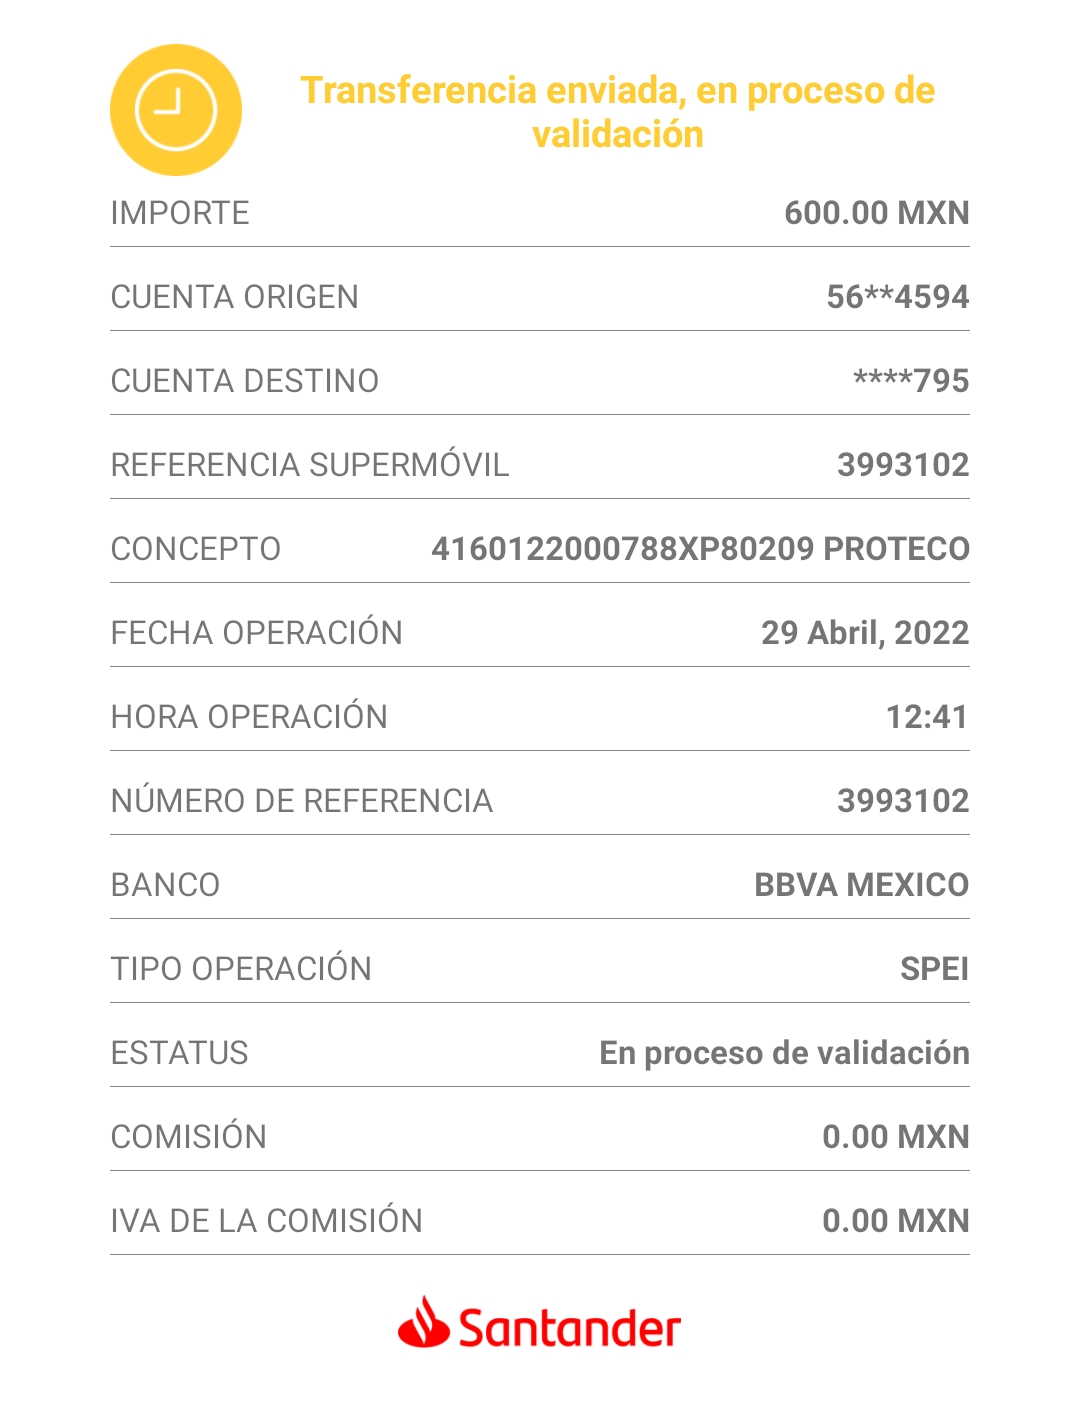 Transferencia enviada, en proceso de
validación
IMPORTE 600.00 MXN
CUENTA ORIGEN 56**4594
CUENTA DESTINO ****795
REFERENCIA SUPERMÓVIL 3993102
CONCEPTO 4160122000788XP80209 PROTECO
FECHA OPERACIÓN 29 Abril, 2022
HORA OPERACIÓN 12:41
NÚMERO DE REFERENCIA 3993102
BANCO BBVA MEXICO
TIPO OPERACIÓN SPEI
ESTATUS En proceso de validación
COMISIÓN 0.00 MXN
IVA DE LA COMISIÓN 0.00 MXN
Santander